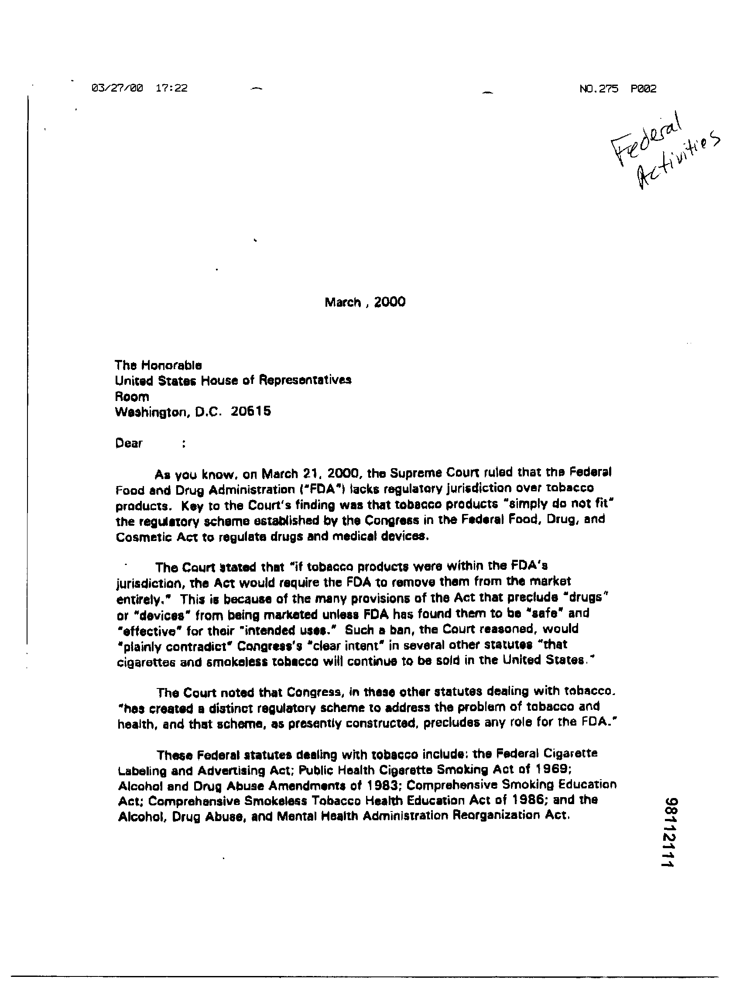 03/27/00 17:22 NO.275 P002
Federal
Activities
March , 2000
The Honorable
United States House of Representatives
Room
Washington, D.C. 20515
Dear :
As you know, on March 21, 2000, the Supreme Court ruled that the Federal
Food and Drug Administration ("FDA") lacks regulatory jurisdiction over tobacco
products. Key to the Court's finding was that tobacco products "simply do not fit"
the regulatory scheme established by the Congress in the Federal Food, Drug, and
Cosmetic Act to regulate drugs and medical devices.
The Court stated that "if tobacco products were within the FDA's
jurisdiction, the Act would require the FDA to remove them from the market
entirely." This is because of the many provisions of the Act that preclude "drugs"
or "devices" from being marketed unless FDA has found them to be "safe" and
"effective" for their "intended uses." Such a ban, the Court reasoned, would
"plainly contradict" Congress's "clear intent" in several other statutes "that
cigarettes and smokeless tobacco will continue to be sold in the United States."
The Court noted that Congress, in these other statutes dealing with tobacco,
"has created a distinct regulatory scheme to address the problem of tobacco and
health, and that scheme, as presently constructed, precludes any role for the FDA."
These Federal statutes dealing with tobacco include: the Federal Cigarette
Labeling and Advertising Act; Public Health Cigarette Smoking Act of 1969;
Alcohol and Drug Abuse Amendments of 1983; Comprehensive Smoking Education
Act; Comprehensive Smokeless Tobacco Health Education Act of 1986; and the
Alcohol, Drug Abuse, and Mental Health Administration Reorganization Act.
98112111